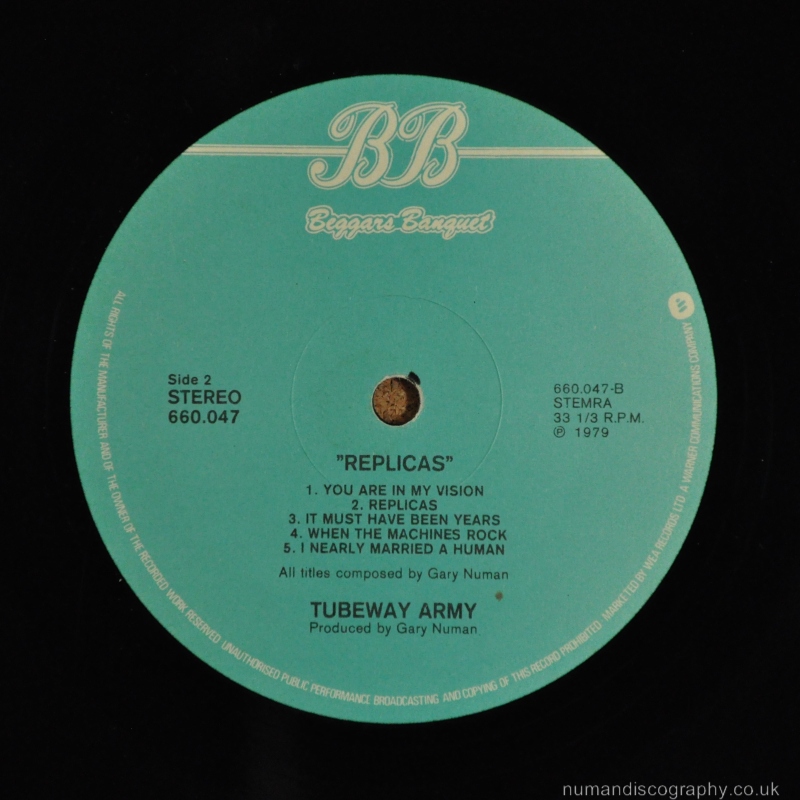 BB
Beggars Banquet
Side 2
STEREO
660.047
660.047-B
STEMRA
33 1/3 R.P.M.
Ⓟ 1979
"REPLICAS"
1. YOU ARE IN MY VISION
2. REPLICAS
3. IT MUST HAVE BEEN YEARS
4. WHEN THE MACHINES ROCK
5. I NEARLY MARRIED A HUMAN
All titles composed by Gary Numan
TUBEWAY ARMY
Produced by Gary Numan
ALL RIGHTS OF THE MANUFACTURER AND OF THE OWNER OF THE RECORDED WORK RESERVED UNAUTHORISED PUBLIC PERFORMANCE BROADCASTING AND COPYING OF THIS RECORD PROHIBITED MARKETED BY WEA RECORDS LTD A WARNER COMMUNICATIONS COMPANY
numandiscography.co.uk